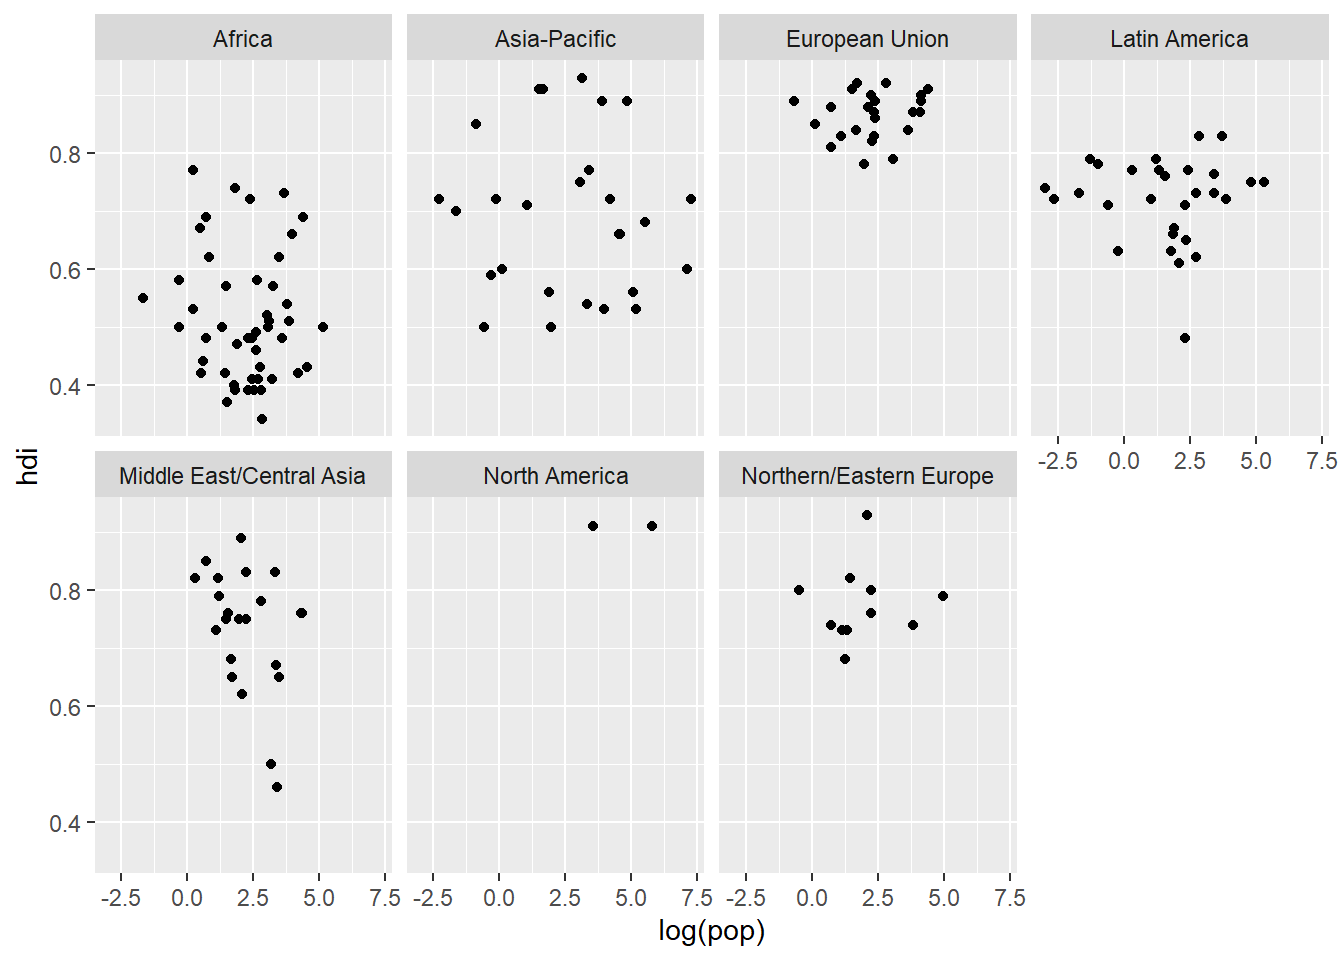 Africa Asia-Pacific European Union Latin America
0.8
0.6
0.4
-2.5 0.0 2.5 5.0 7.5
hdi
Middle East/Central Asia North America Northern/Eastern Europe
0.8
0.6
0.4
-2.5 0.0 2.5 5.0 7.5 -2.5 0.0 2.5 5.0 7.5 -2.5 0.0 2.5 5.0 7.5
log(pop)